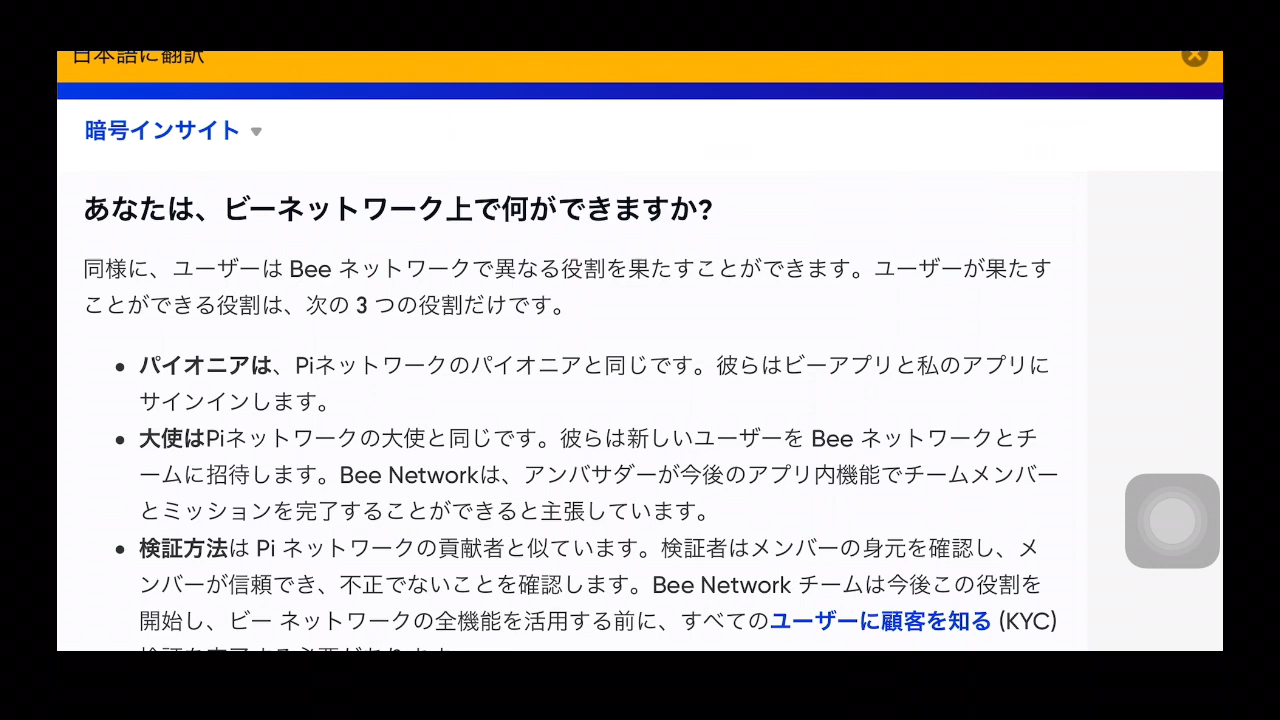 日本語に翻訳
暗号インサイト
あなたは、ビーネットワーク上で何ができますか?
同様に、ユーザーは Bee ネットワークで異なる役割を果たすことができます。ユーザーが果たす
ことができる役割は、次の 3 つの役割だけです。
• パイオニアは、Piネットワークのパイオニアと同じです。彼らはビーアプリと私のアプリに
サインインします。
• 大使はPiネットワークの大使と同じです。彼らは新しいユーザーを Bee ネットワークとチ
ームに招待します。Bee Networkは、アンバサダーが今後のアプリ内機能でチームメンバー
とミッションを完了することができると主張しています。
• 検証方法は Pi ネットワークの貢献者と似ています。検証者はメンバーの身元を確認し、メ
ンバーが信頼でき、不正でないことを確認します。Bee Network チームは今後この役割を
開始し、ビー ネットワークの全機能を活用する前に、すべてのユーザーに顧客を知る (KYC)